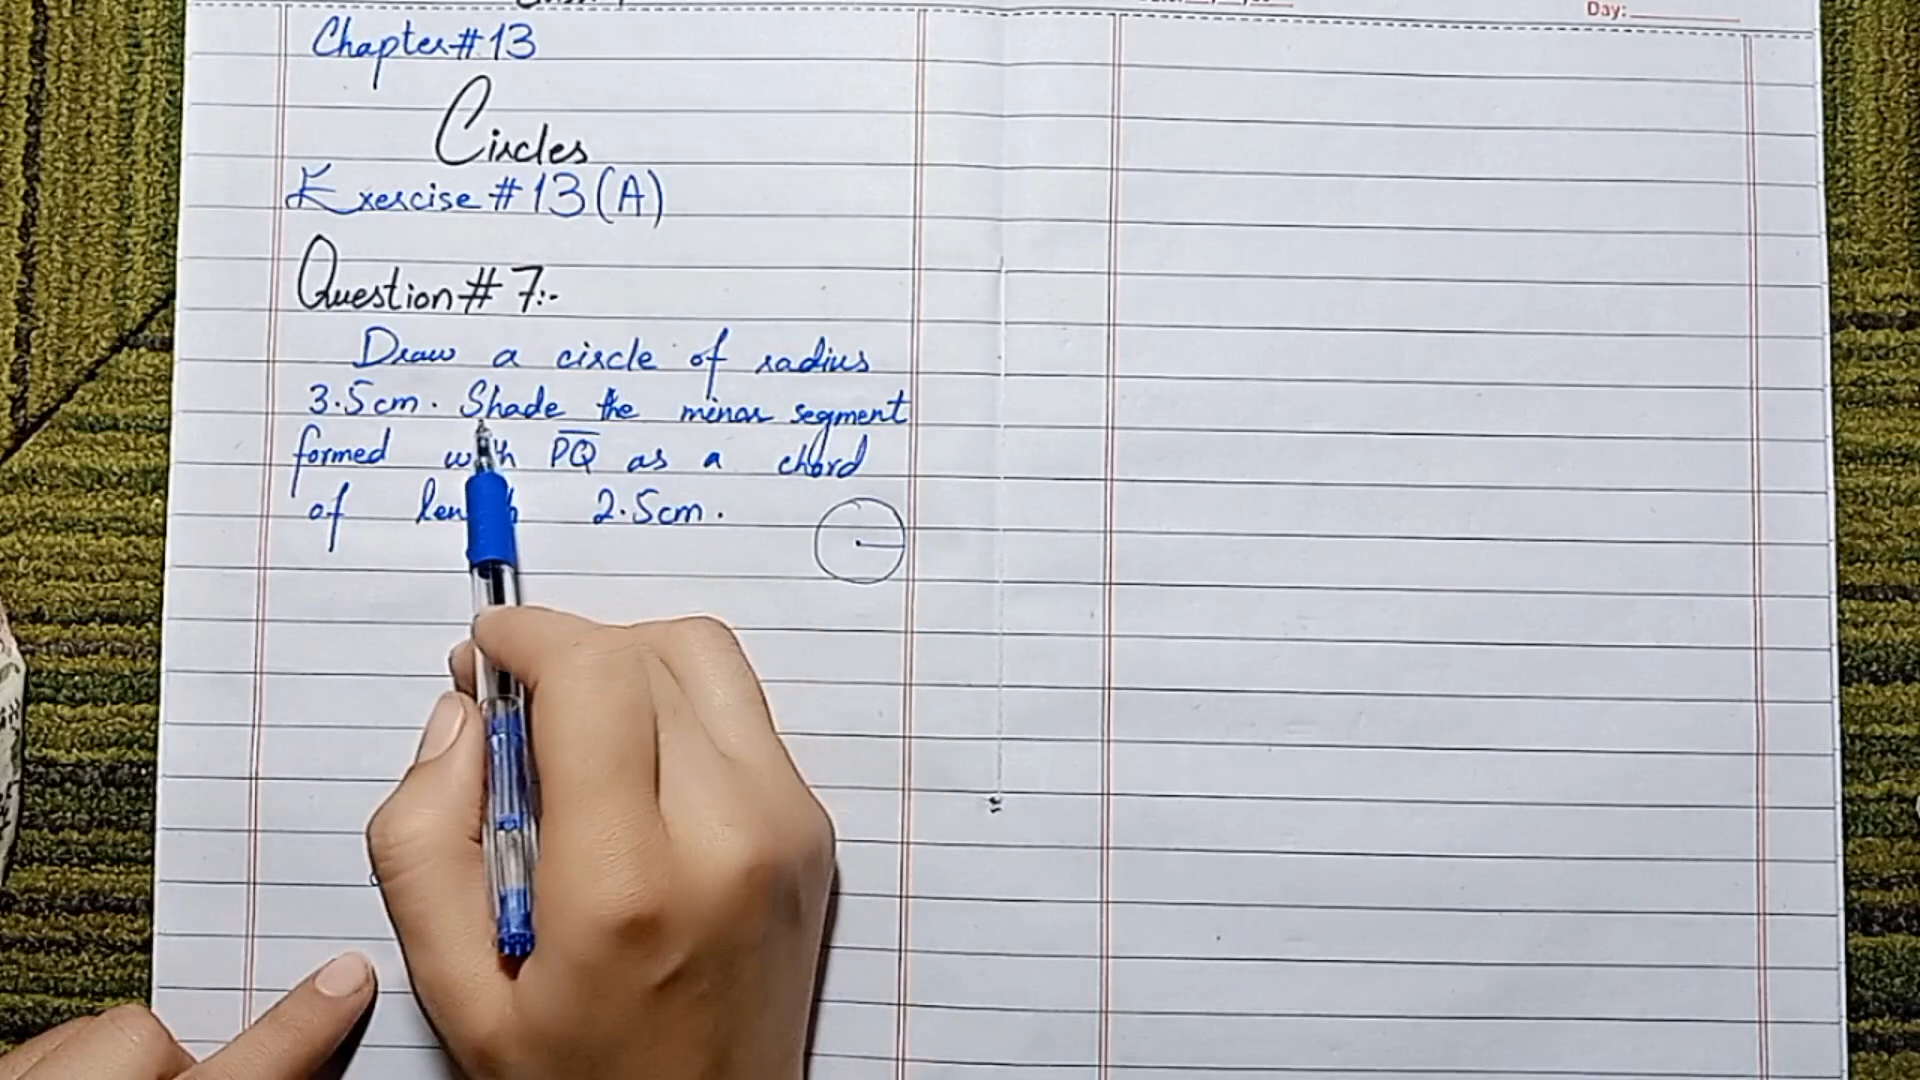 Day:
Chapter#13
Circles
Exercise #13(A)
Question#7:-
Draw a circle of radius
3.5cm. Shade the minor segment
formed with PQ as a chord
of length 2.5cm.